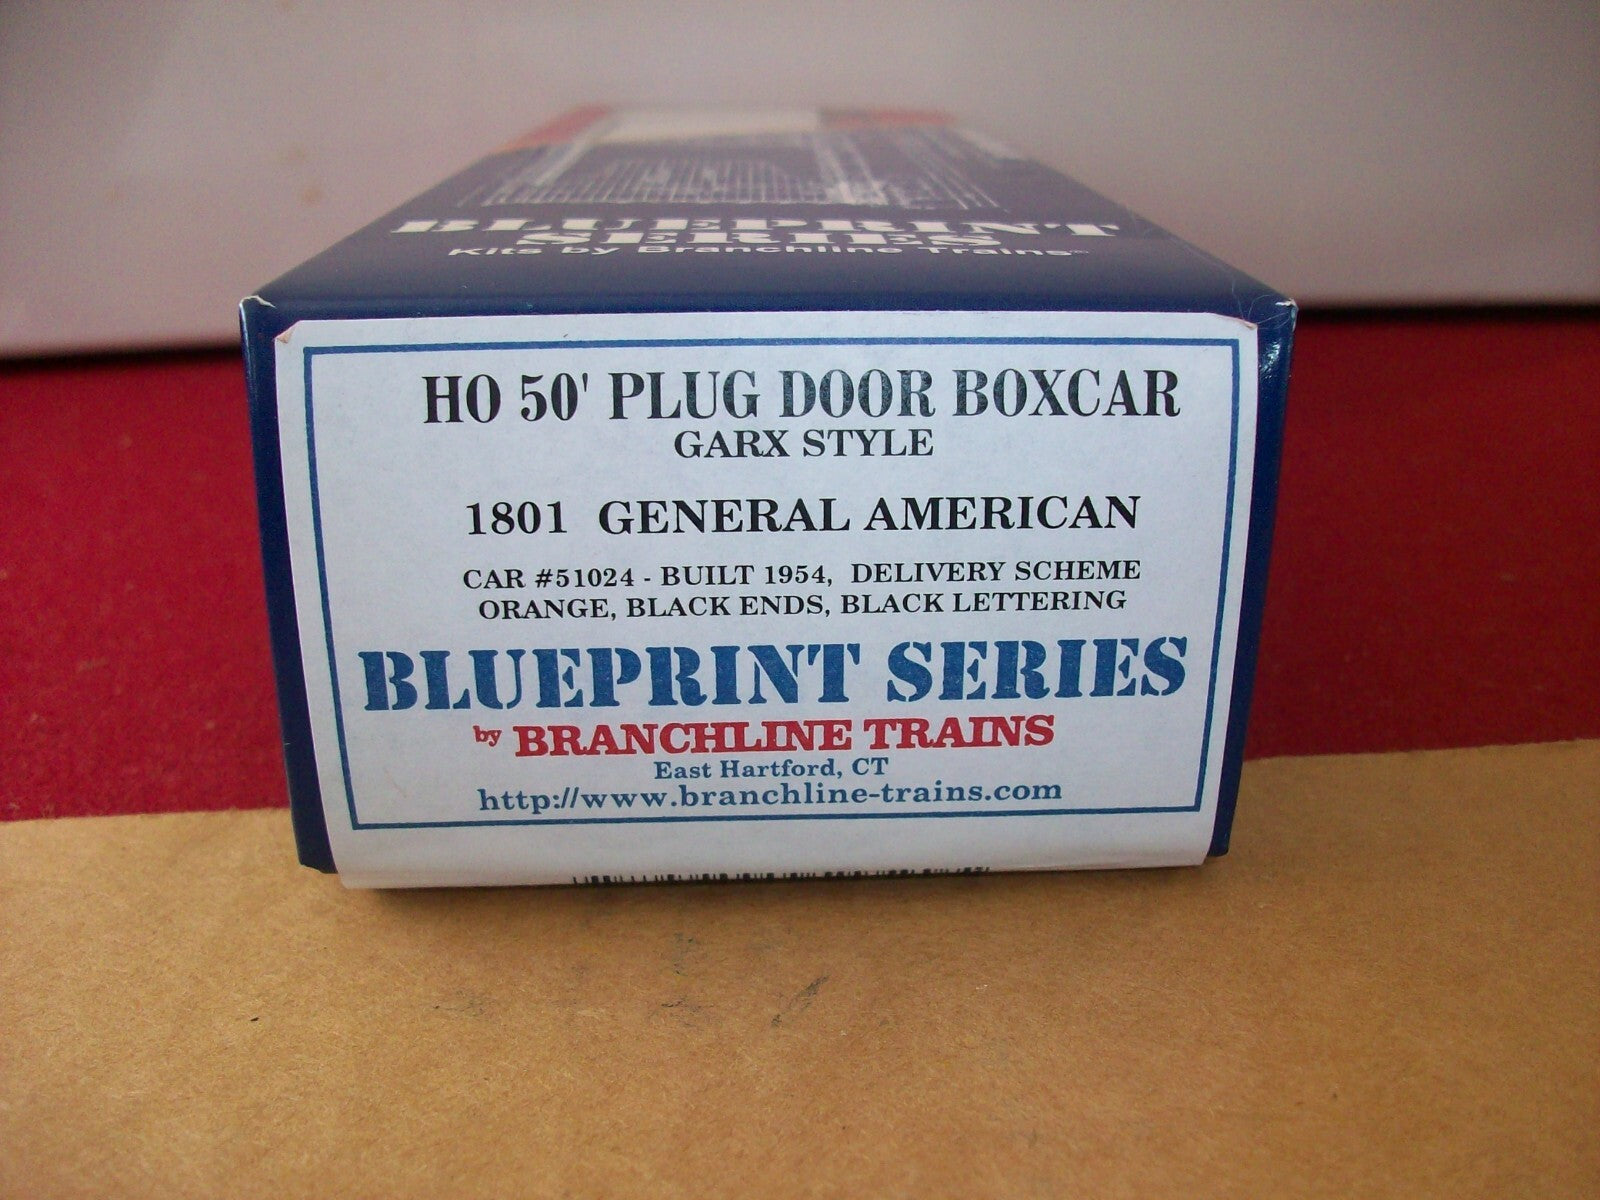 BLUEPRINT
SERIES
Kits by Branchline Trains®
HO 50' PLUG DOOR BOXCAR
GARX STYLE
1801 GENERAL AMERICAN
CAR #51024 - BUILT 1954, DELIVERY SCHEME
ORANGE, BLACK ENDS, BLACK LETTERING
BLUEPRINT SERIES
by BRANCHLINE TRAINS
East Hartford, CT
http://www.branchline-trains.com